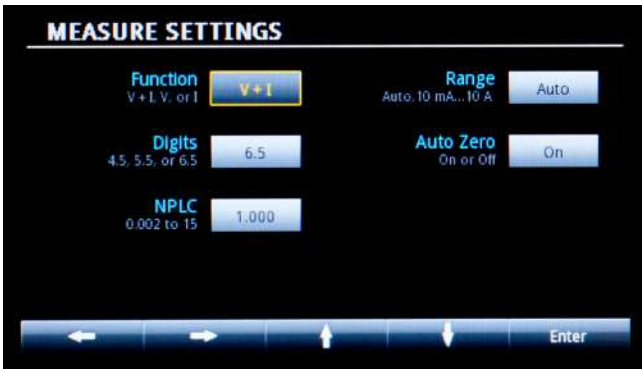 MEASURE SETTINGS
Function
V + I, V, or I
V + I
Range
Auto, 10 mA...10 A
Auto
Digits
4.5, 5.5, or 6.5
6.5
Auto Zero
On or Off
On
NPLC
0.002 to 15
1.000
Enter